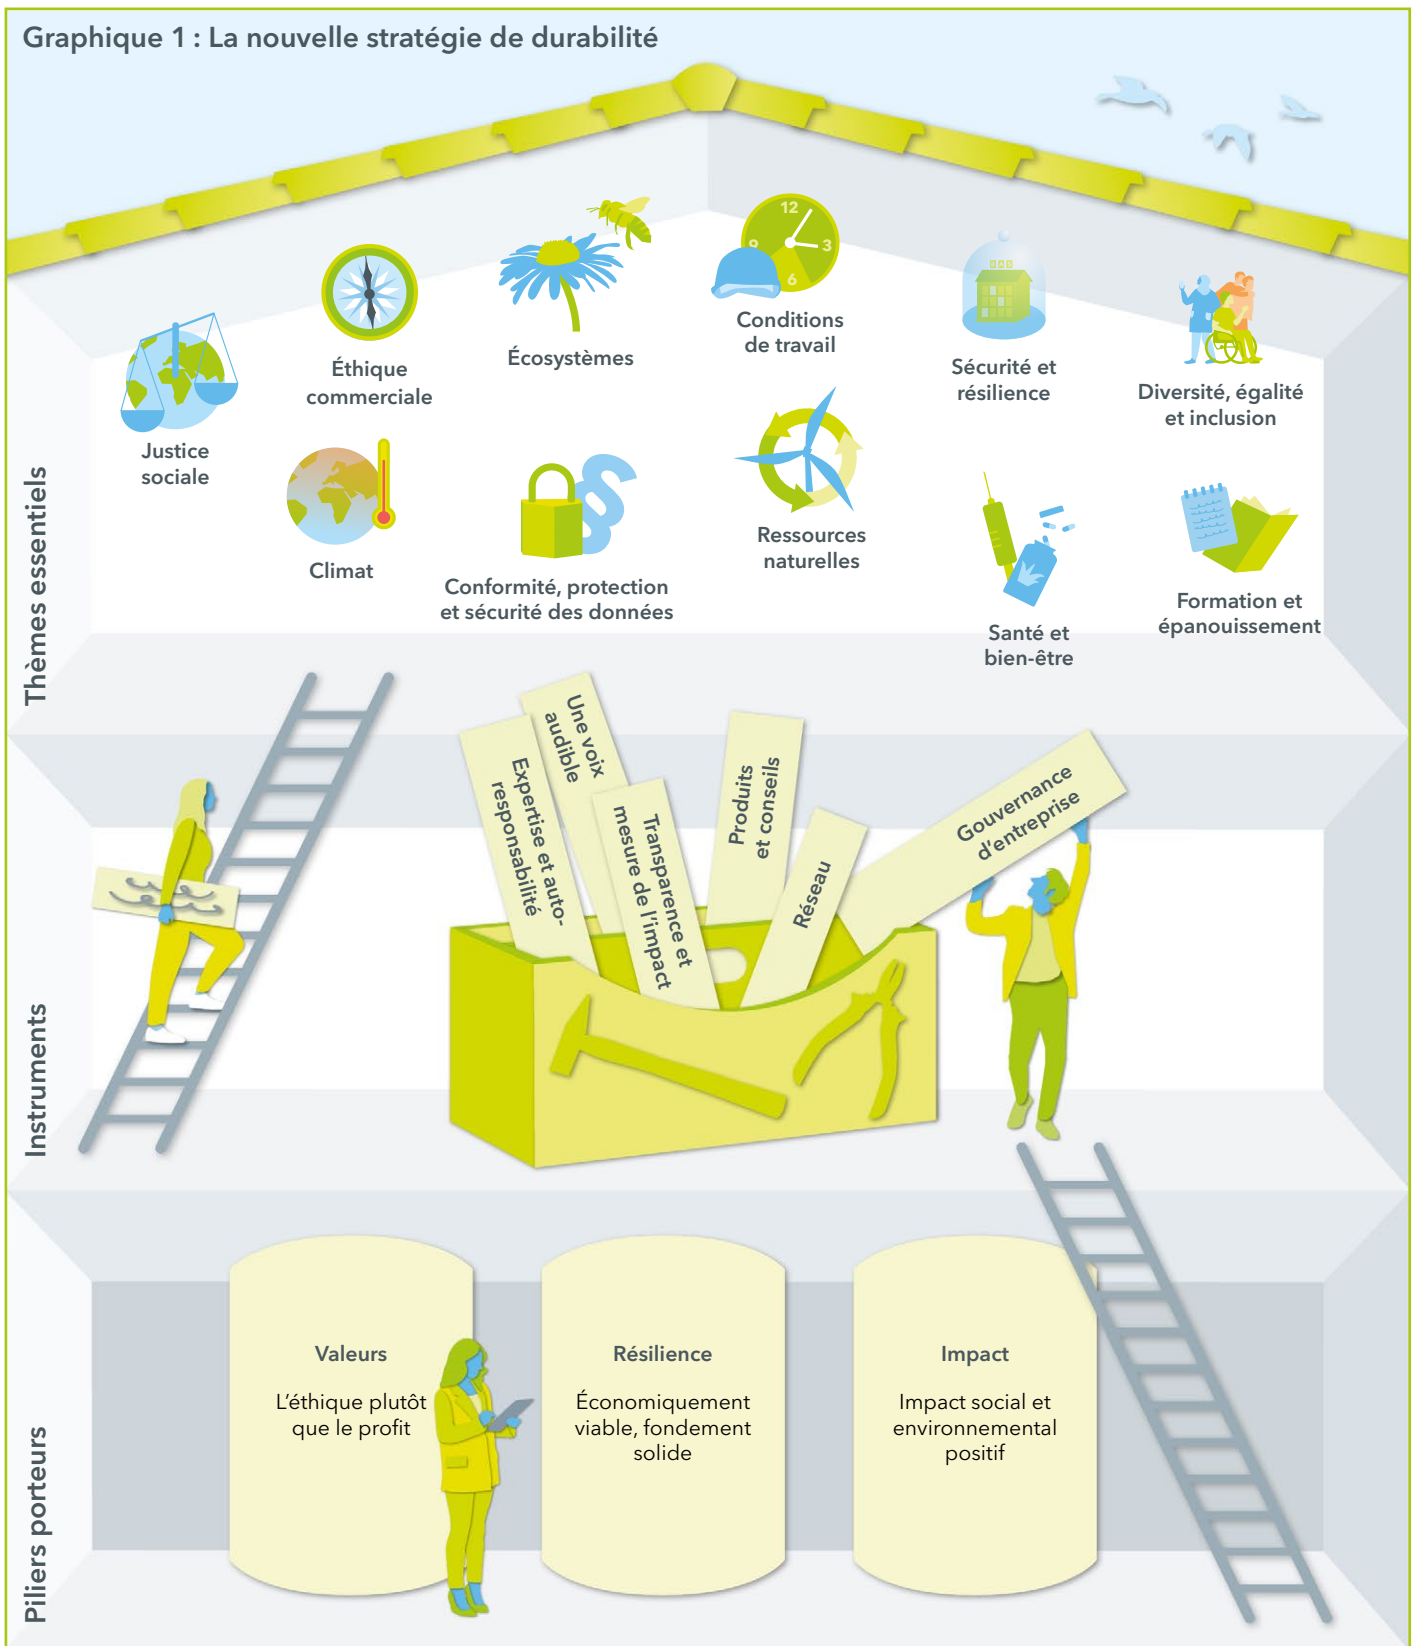 Graphique 1 : La nouvelle stratégie de durabilité
Thèmes essentiels
Justice
sociale
Éthique
commerciale
Écosystèmes
12
3
6
9
Conditions
de travail
Sécurité et
résilience
Diversité, égalité
et inclusion
Climat
§
Conformité, protection
et sécurité des données
Ressources
naturelles
Santé et
bien-être
Formation et
épanouissement
Instruments
Expertise et auto-
responsabilité
Une voix
audible
Transparence et
mesure de l'impact
Produits
et conseils
Réseau
Gouvernance
d'entreprise
Piliers porteurs
Valeurs
L'éthique plutôt
que le profit
Résilience
Économiquement
viable, fondement
solide
Impact
Impact social et
environnemental
positif